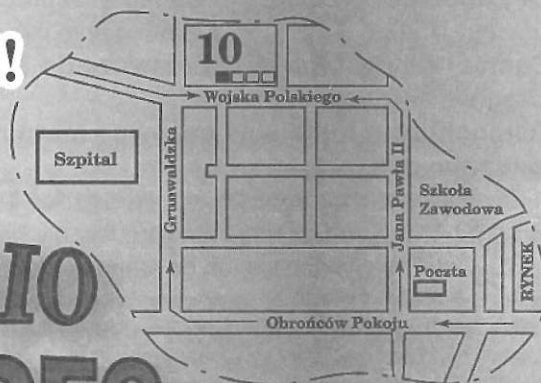 !
10
Wojska Polskiego
Szpital
Grunwaldzka
Jana Pawła II
Szkoła
Zawodowa
IO
Poczta
RYNEK
Obrońców Pokoju